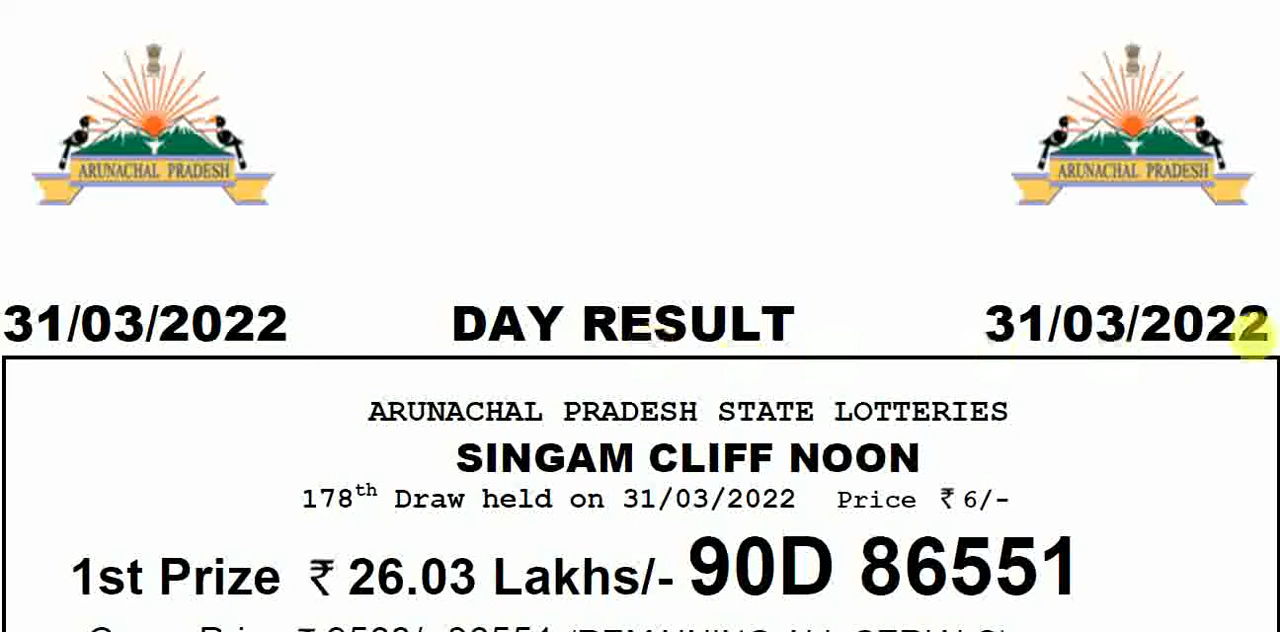 ARUNACHAL PRADESH
ARUNACHAL PRADESH
31/03/2022 DAY RESULT 31/03/2022
ARUNACHAL PRADESH STATE LOTTERIES
SINGAM CLIFF NOON
178th Draw held on 31/03/2022 Price ₹ 6/-
1st Prize ₹ 26.03 Lakhs/- 90D 86551